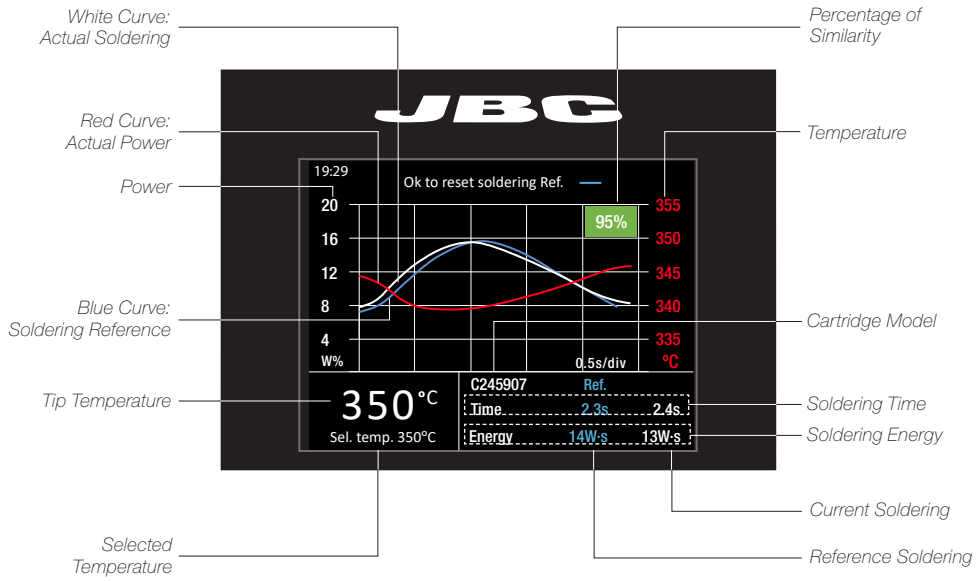 White Curve:
Actual Soldering
Percentage of
Similarity
JBC
Red Curve:
Actual Power
Temperature
Power
19:29
Ok to reset soldering Ref.
20
355
95%
16
350
12
345
8
340
Blue Curve:
Soldering Reference
Cartridge Model
4
335
W%
0.5s/div
ºC
C245907
Ref.
Tip Temperature
350°C
Time
2.3s
2.4s
Soldering Time
Sel. temp. 350°C
Energy
14W·s
13W·s
Soldering Energy
Current Soldering
Selected
Temperature
Reference Soldering